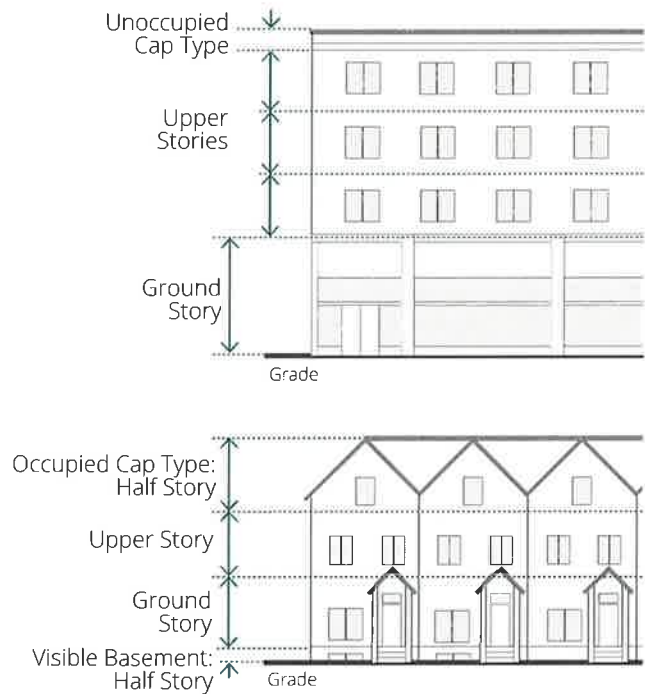 Unoccupied
Cap Type
Upper
Stories
Ground
Story
Grade
Occupied Cap Type:
Half Story
Upper Story
Ground
Story
Visible Basement:
Half Story
Grade